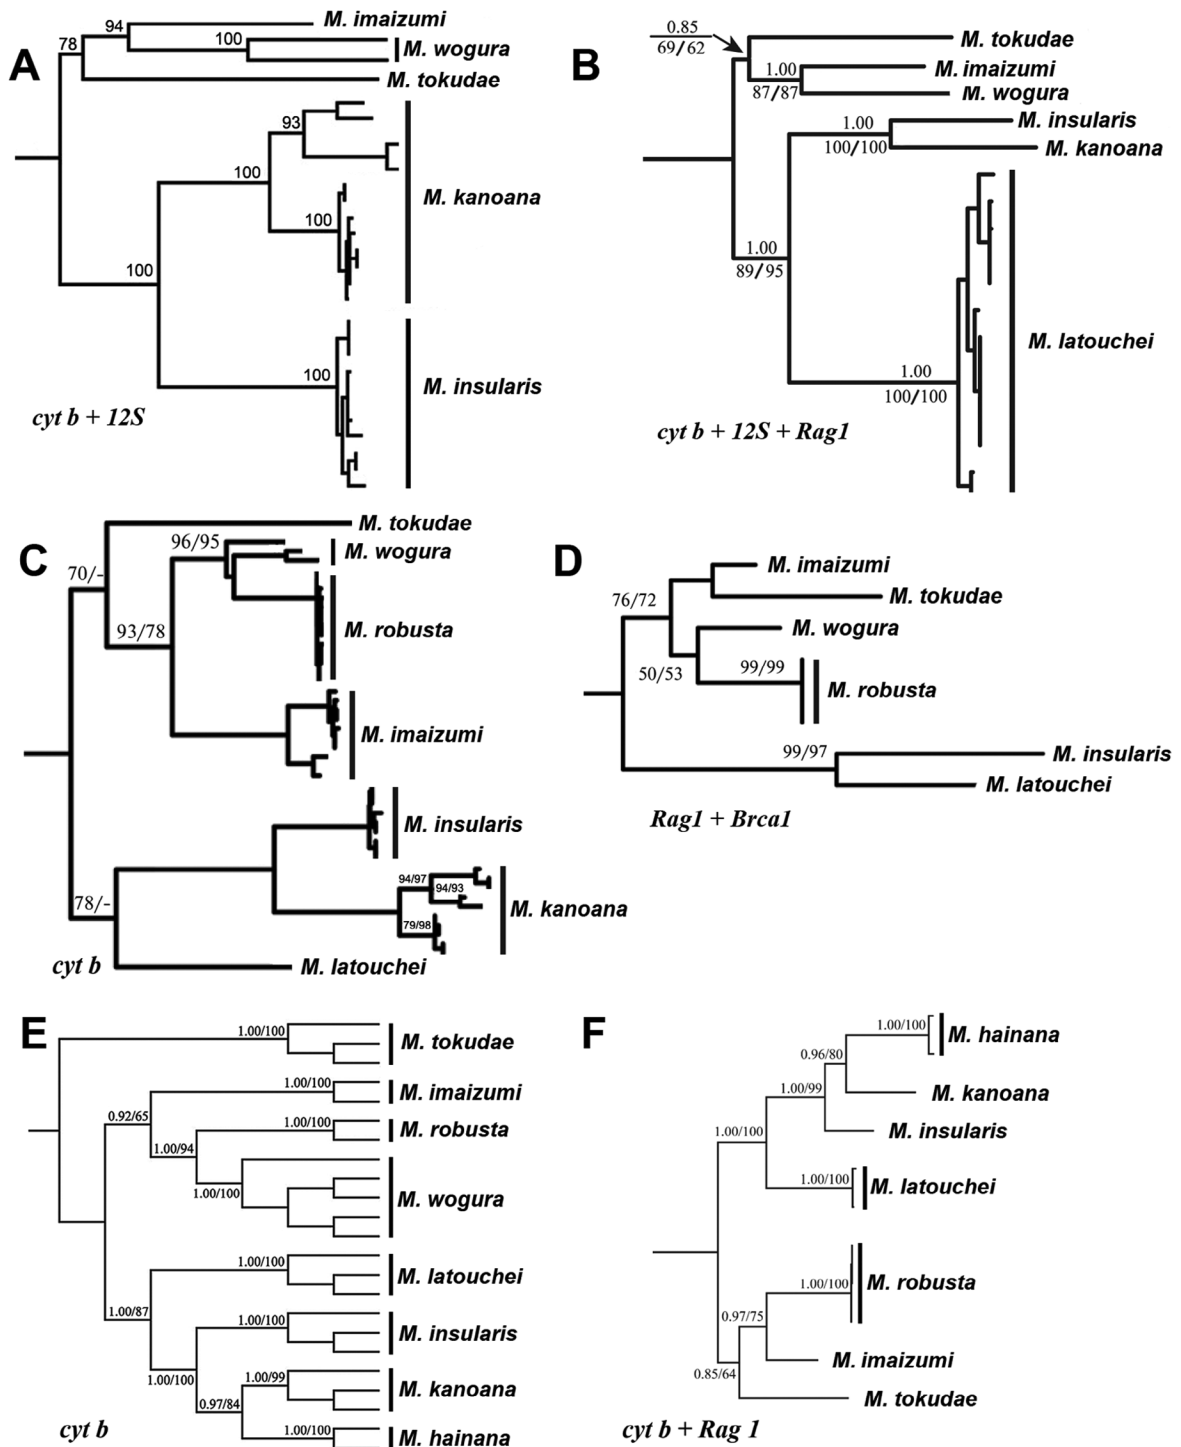 A
94
M. imaizumi
78
100
M. wogura
M. tokudae
93
100
M. kanoana
100
100
100
M. insularis
cyt b + 12S
B
0.85
69/62
M. tokudae
1.00
87/87
M. imaizumi
M. wogura
1.00
100/100
M. insularis
M. kanoana
1.00
89/95
M. latouchei
1.00
100/100
cyt b + 12S + Rag1
C
M. tokudae
96/95
M. wogura
70/-
93/78
M. robusta
M. imaizumi
M. insularis
94/97
94/93
M. kanoana
78/-
79/98
M. latouchei
cyt b
D
M. imaizumi
76/72
M. tokudae
M. wogura
50/53
99/99
M. robusta
99/97
M. insularis
M. latouchei
Rag1 + Brca1
E
1.00/100
M. tokudae
1.00/100
M. imaizumi
0.92/65
1.00/100
M. robusta
1.00/94
1.00/100
M. wogura
1.00/100
M. latouchei
1.00/87
1.00/100
M. insularis
1.00/100
1.00/99
M. kanoana
0.97/84
1.00/100
M. hainana
cyt b
F
1.00/100
M. hainana
0.96/80
1.00/99
M. kanoana
M. insularis
1.00/100
1.00/100
M. latouchei
1.00/100
M. robusta
0.97/75
M. imaizumi
0.85/64
M. tokudae
cyt b + Rag 1